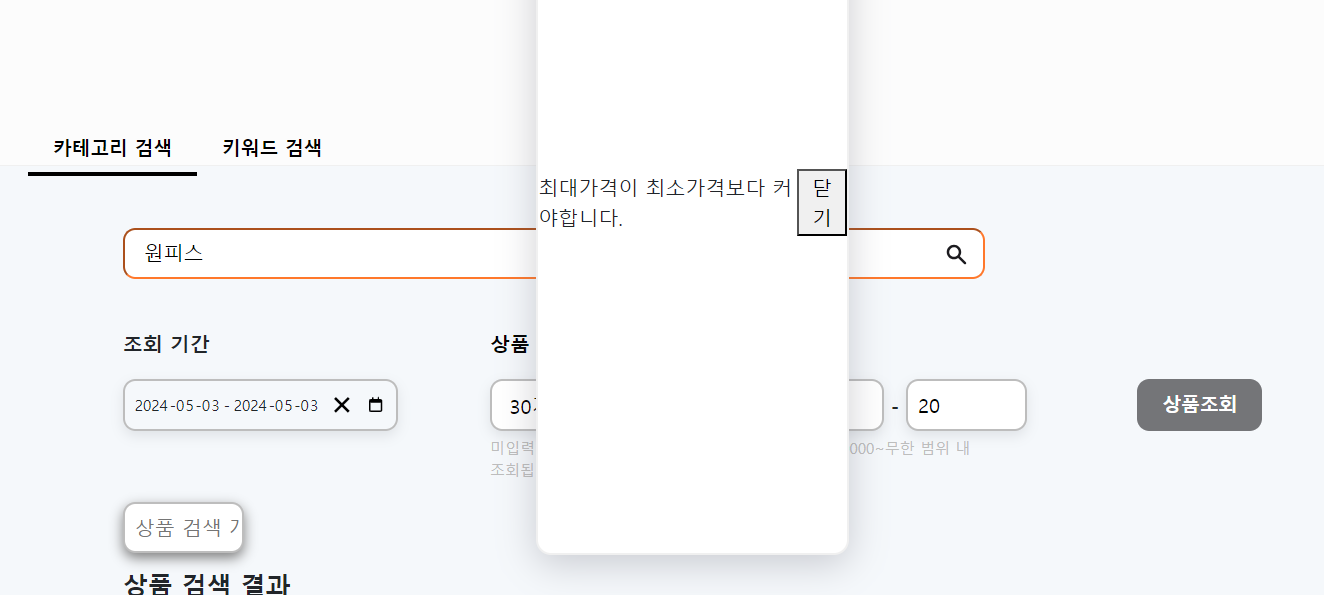 카테고리 검색
키워드 검색
최대가격이 최소가격보다 커
야합니다.
닫
기
원피스
조회 기간
상품
2024-05-03 - 2024-05-03
30
- 20
상품조회
미입력
000~무한 범위 내
조회됩
상품 검색
상품 검색 결과